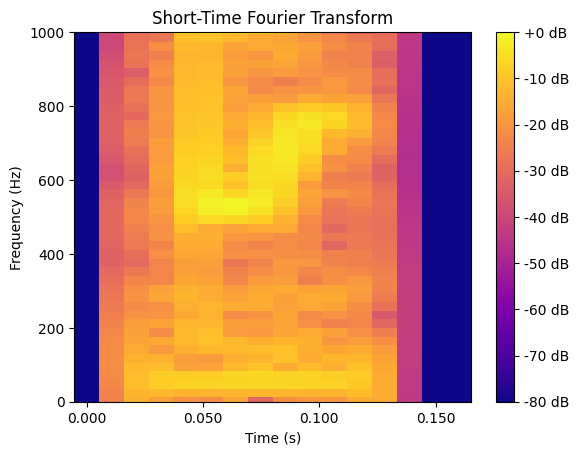 Short-Time Fourier Transform
Frequency (Hz)
1000
800
600
400
200
0
0.000
0.050
0.100
0.150
Time (s)
+0 dB
-10 dB
-20 dB
-30 dB
-40 dB
-50 dB
-60 dB
-70 dB
-80 dB